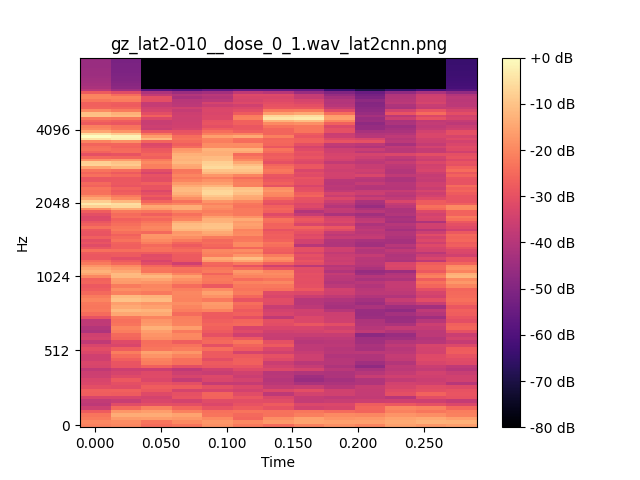 gz_lat2-010__dose_0_1.wav_lat2cnn.png
Hz
4096
2048
1024
512
0
0.000
0.050
0.100
0.150
0.200
0.250
Time
+0 dB
-10 dB
-20 dB
-30 dB
-40 dB
-50 dB
-60 dB
-70 dB
-80 dB